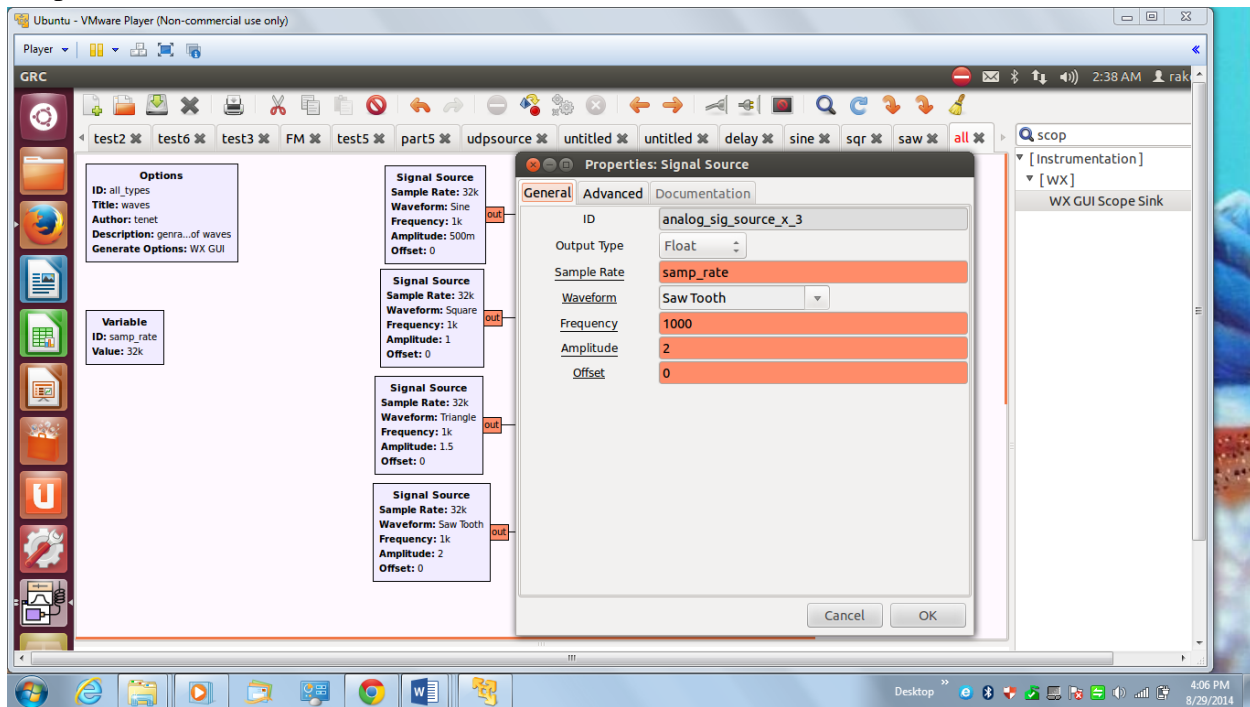 Ubuntu - VMware Player (Non-commercial use only)
Player
GRC
2:38 AM
test2
test6
test3
FM
test5
part5
udpsource
untitled
untitled
delay
sine
sqr
saw
all
scop
[Instrumentation]
[WX]
WX GUI Scope Sink
Options
ID: all_types
Title: waves
Author: tenet
Description: genra...of waves
Generate Options: WX GUI
Variable
ID: samp_rate
Value: 32k
Signal Source
Sample Rate: 32k
Waveform: Sine
Frequency: 1k
Amplitude: 500m
Offset: 0
out
Signal Source
Sample Rate: 32k
Waveform: Square
Frequency: 1k
Amplitude: 1
Offset: 0
out
Signal Source
Sample Rate: 32k
Waveform: Triangle
Frequency: 1k
Amplitude: 1.5
Offset: 0
out
Signal Source
Sample Rate: 32k
Waveform: Saw Tooth
Frequency: 1k
Amplitude: 2
Offset: 0
out
Properties: Signal Source
General Advanced Documentation
ID analog_sig_source_x_3
Output Type Float
Sample Rate samp_rate
Waveform Saw Tooth
Frequency 1000
Amplitude 2
Offset 0
Cancel OK
Desktop
4:06 PM
8/29/2014